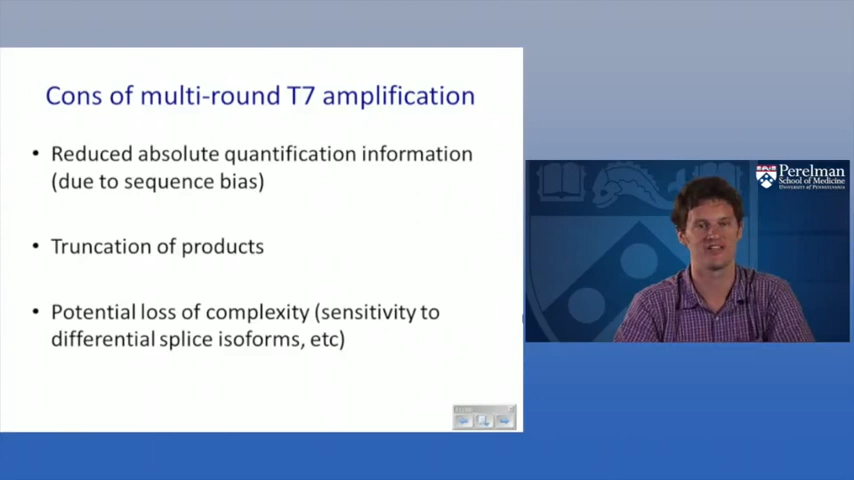 Cons of multi-round T7 amplification
• Reduced absolute quantification information
(due to sequence bias)
• Truncation of products
• Potential loss of complexity (sensitivity to
differential splice isoforms, etc)
Perelman
School of Medicine
University of Pennsylvania